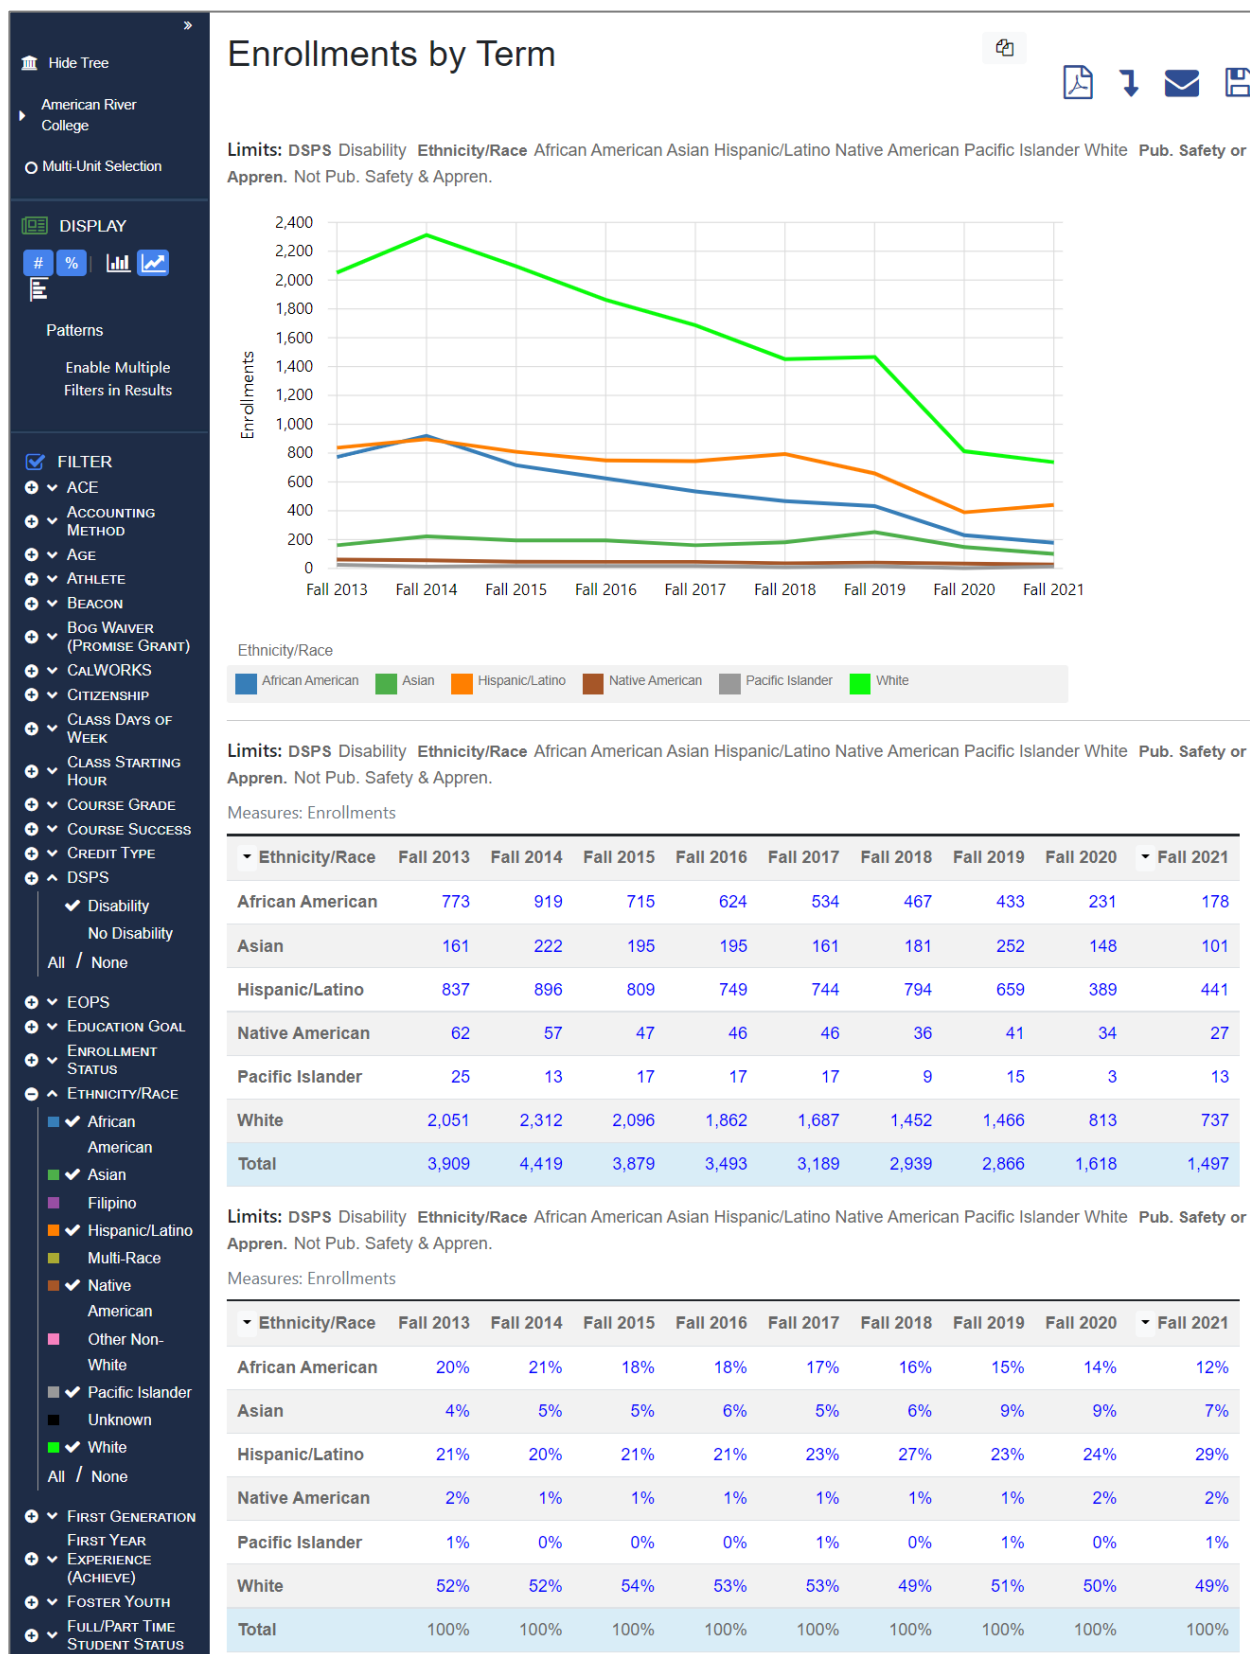 »
Hide Tree
American River
College
Multi-Unit Selection
DISPLAY
# %
Patterns
Enable Multiple
Filters in Results
FILTER
ACE
Accounting
Method
Age
Athlete
Beacon
Bog Waiver
(Promise Grant)
CalWORKS
Citizenship
Class Days of
Week
Class Starting
Hour
Course Grade
Course Success
Credit Type
DSPS
Disability
No Disability
All / None
EOPS
Education Goal
Enrollment
Status
Ethnicity/Race
African
American
Asian
Filipino
Hispanic/Latino
Multi-Race
Native
American
Other Non-
White
Pacific Islander
Unknown
White
All / None
First Generation
First Year
Experience
(Achieve)
Foster Youth
Full/Part Time
Student Status
Enrollments by Term
Limits: DSPS Disability Ethnicity/Race African American Asian Hispanic/Latino Native American Pacific Islander White Pub. Safety or
Appren. Not Pub. Safety & Appren.
2,400
2,200
2,000
1,800
1,600
1,400
1,200
1,000
800
600
400
200
0
Enrollments
Fall 2013 Fall 2014 Fall 2015 Fall 2016 Fall 2017 Fall 2018 Fall 2019 Fall 2020 Fall 2021
Ethnicity/Race
African American Asian Hispanic/Latino Native American Pacific Islander White
Limits: DSPS Disability Ethnicity/Race African American Asian Hispanic/Latino Native American Pacific Islander White Pub. Safety or
Appren. Not Pub. Safety & Appren.
Measures: Enrollments
Ethnicity/Race Fall 2013 Fall 2014 Fall 2015 Fall 2016 Fall 2017 Fall 2018 Fall 2019 Fall 2020 Fall 2021
African American 773 919 715 624 534 467 433 231 178
Asian 161 222 195 195 161 181 252 148 101
Hispanic/Latino 837 896 809 749 744 794 659 389 441
Native American 62 57 47 46 46 36 41 34 27
Pacific Islander 25 13 17 17 17 9 15 3 13
White 2,051 2,312 2,096 1,862 1,687 1,452 1,466 813 737
Total 3,909 4,419 3,879 3,493 3,189 2,939 2,866 1,618 1,497
Limits: DSPS Disability Ethnicity/Race African American Asian Hispanic/Latino Native American Pacific Islander White Pub. Safety or
Appren. Not Pub. Safety & Appren.
Measures: Enrollments
Ethnicity/Race Fall 2013 Fall 2014 Fall 2015 Fall 2016 Fall 2017 Fall 2018 Fall 2019 Fall 2020 Fall 2021
African American 20% 21% 18% 18% 17% 16% 15% 14% 12%
Asian 4% 5% 5% 6% 5% 6% 9% 9% 7%
Hispanic/Latino 21% 20% 21% 21% 23% 27% 23% 24% 29%
Native American 2% 1% 1% 1% 1% 1% 1% 2% 2%
Pacific Islander 1% 0% 0% 0% 1% 0% 1% 0% 1%
White 52% 52% 54% 53% 53% 49% 51% 50% 49%
Total 100% 100% 100% 100% 100% 100% 100% 100% 100%